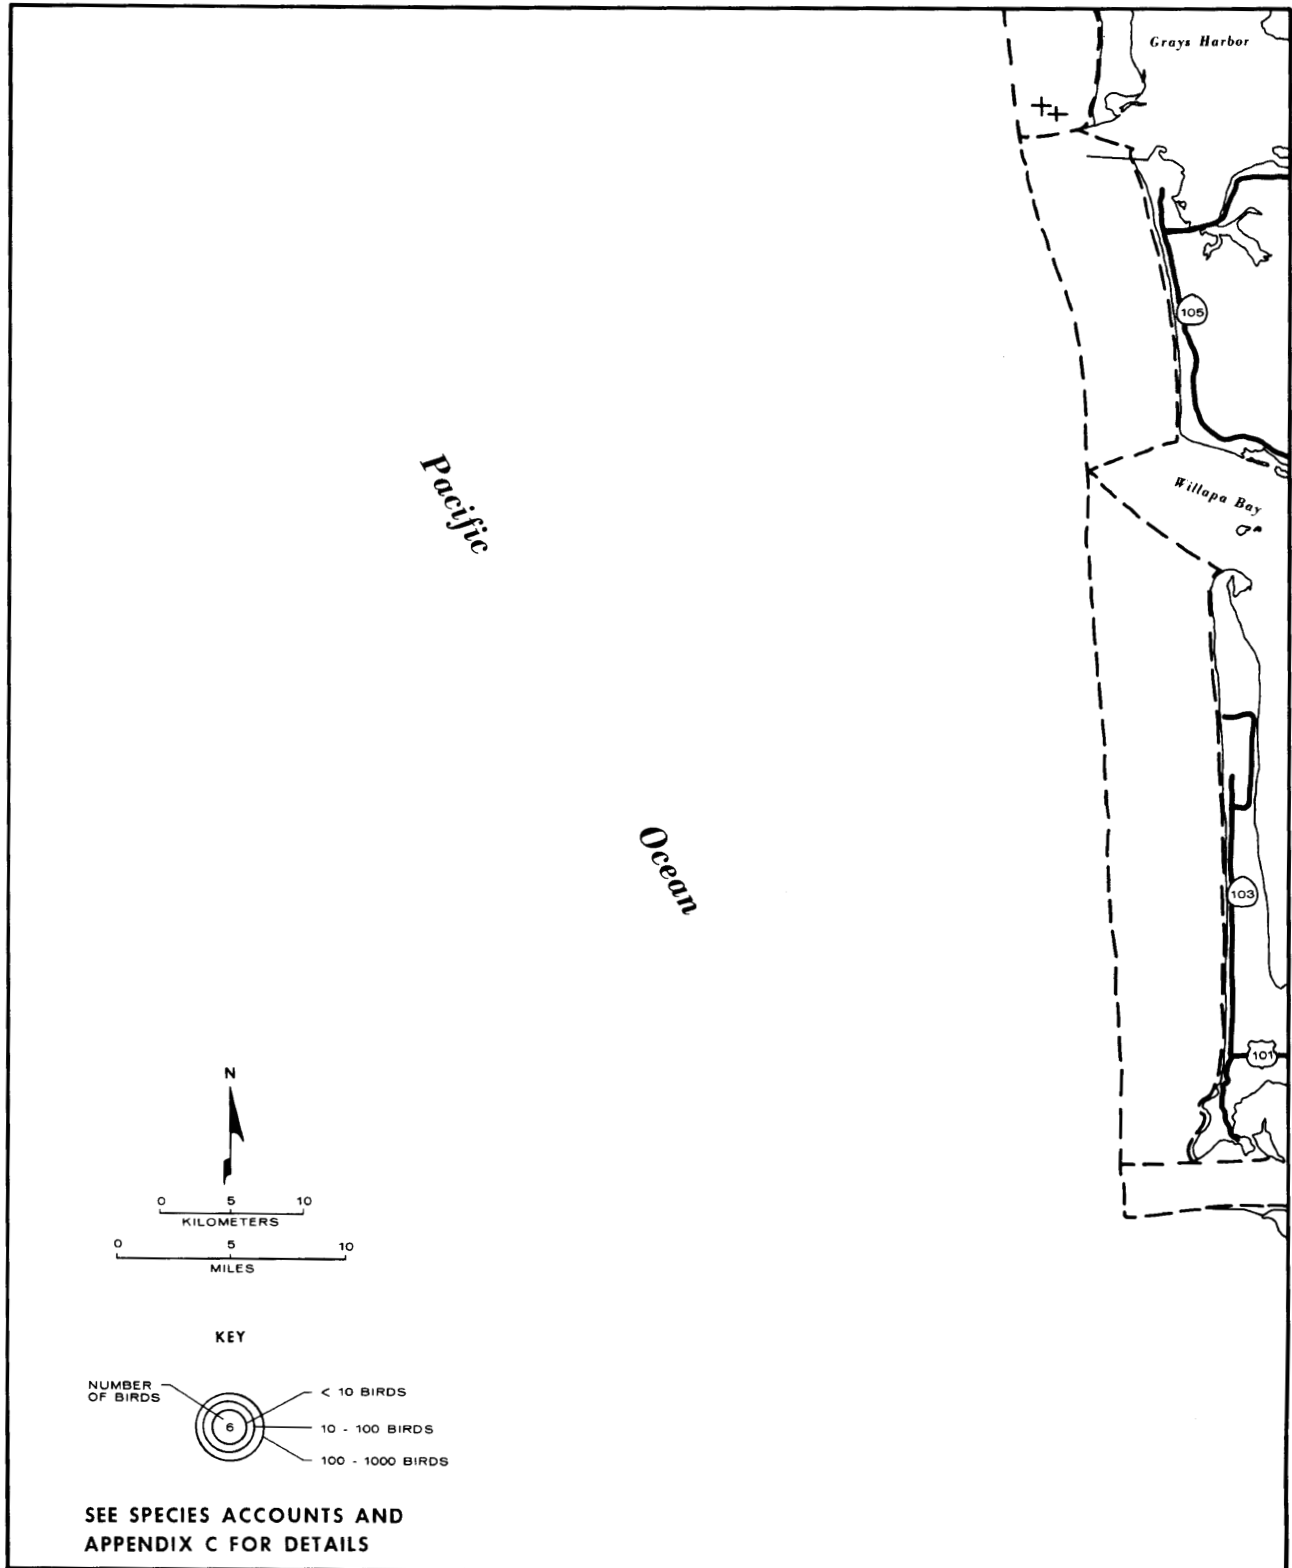 Grays Harbor
105
Pacific
Willapa Bay
Ocean
103
101
N
0 5 10
KILOMETERS
0 5 10
MILES
KEY
NUMBER
OF BIRDS
6
< 10 BIRDS
10 - 100 BIRDS
100 - 1000 BIRDS
SEE SPECIES ACCOUNTS AND
APPENDIX C FOR DETAILS